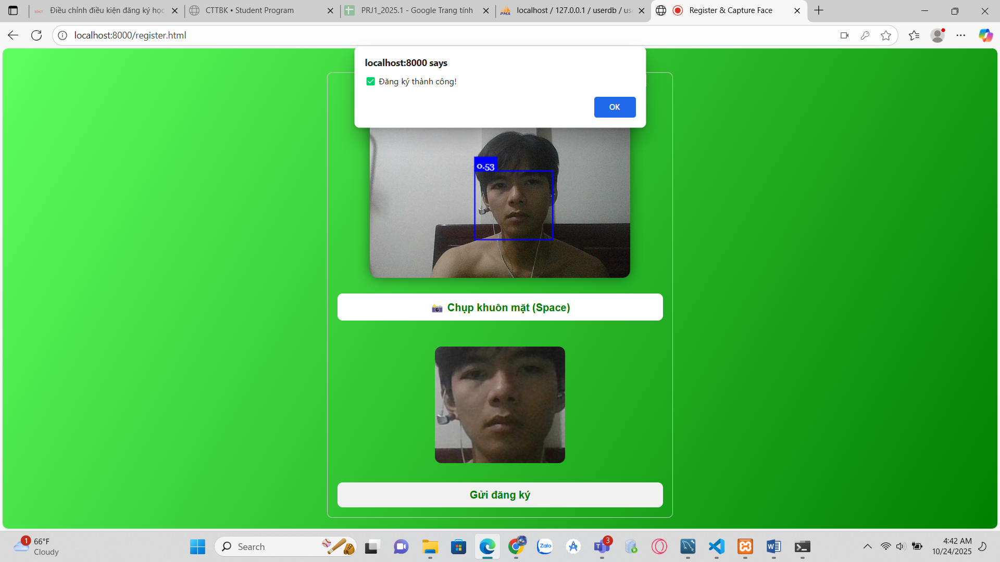 Điều chỉnh điều kiện đăng ký học
CTTBK • Student Program
PRJ1_2025.1 - Google Trang tính
localhost / 127.0.0.1 / userdb / us
Register & Capture Face
localhost:8000/register.html
localhost:8000 says
Đăng ký thành công!
OK
0.53
Chụp khuôn mặt (Space)
Gửi đăng ký
1
66°F
Cloudy
Search
Zalo
3
4:42 AM
10/24/2025